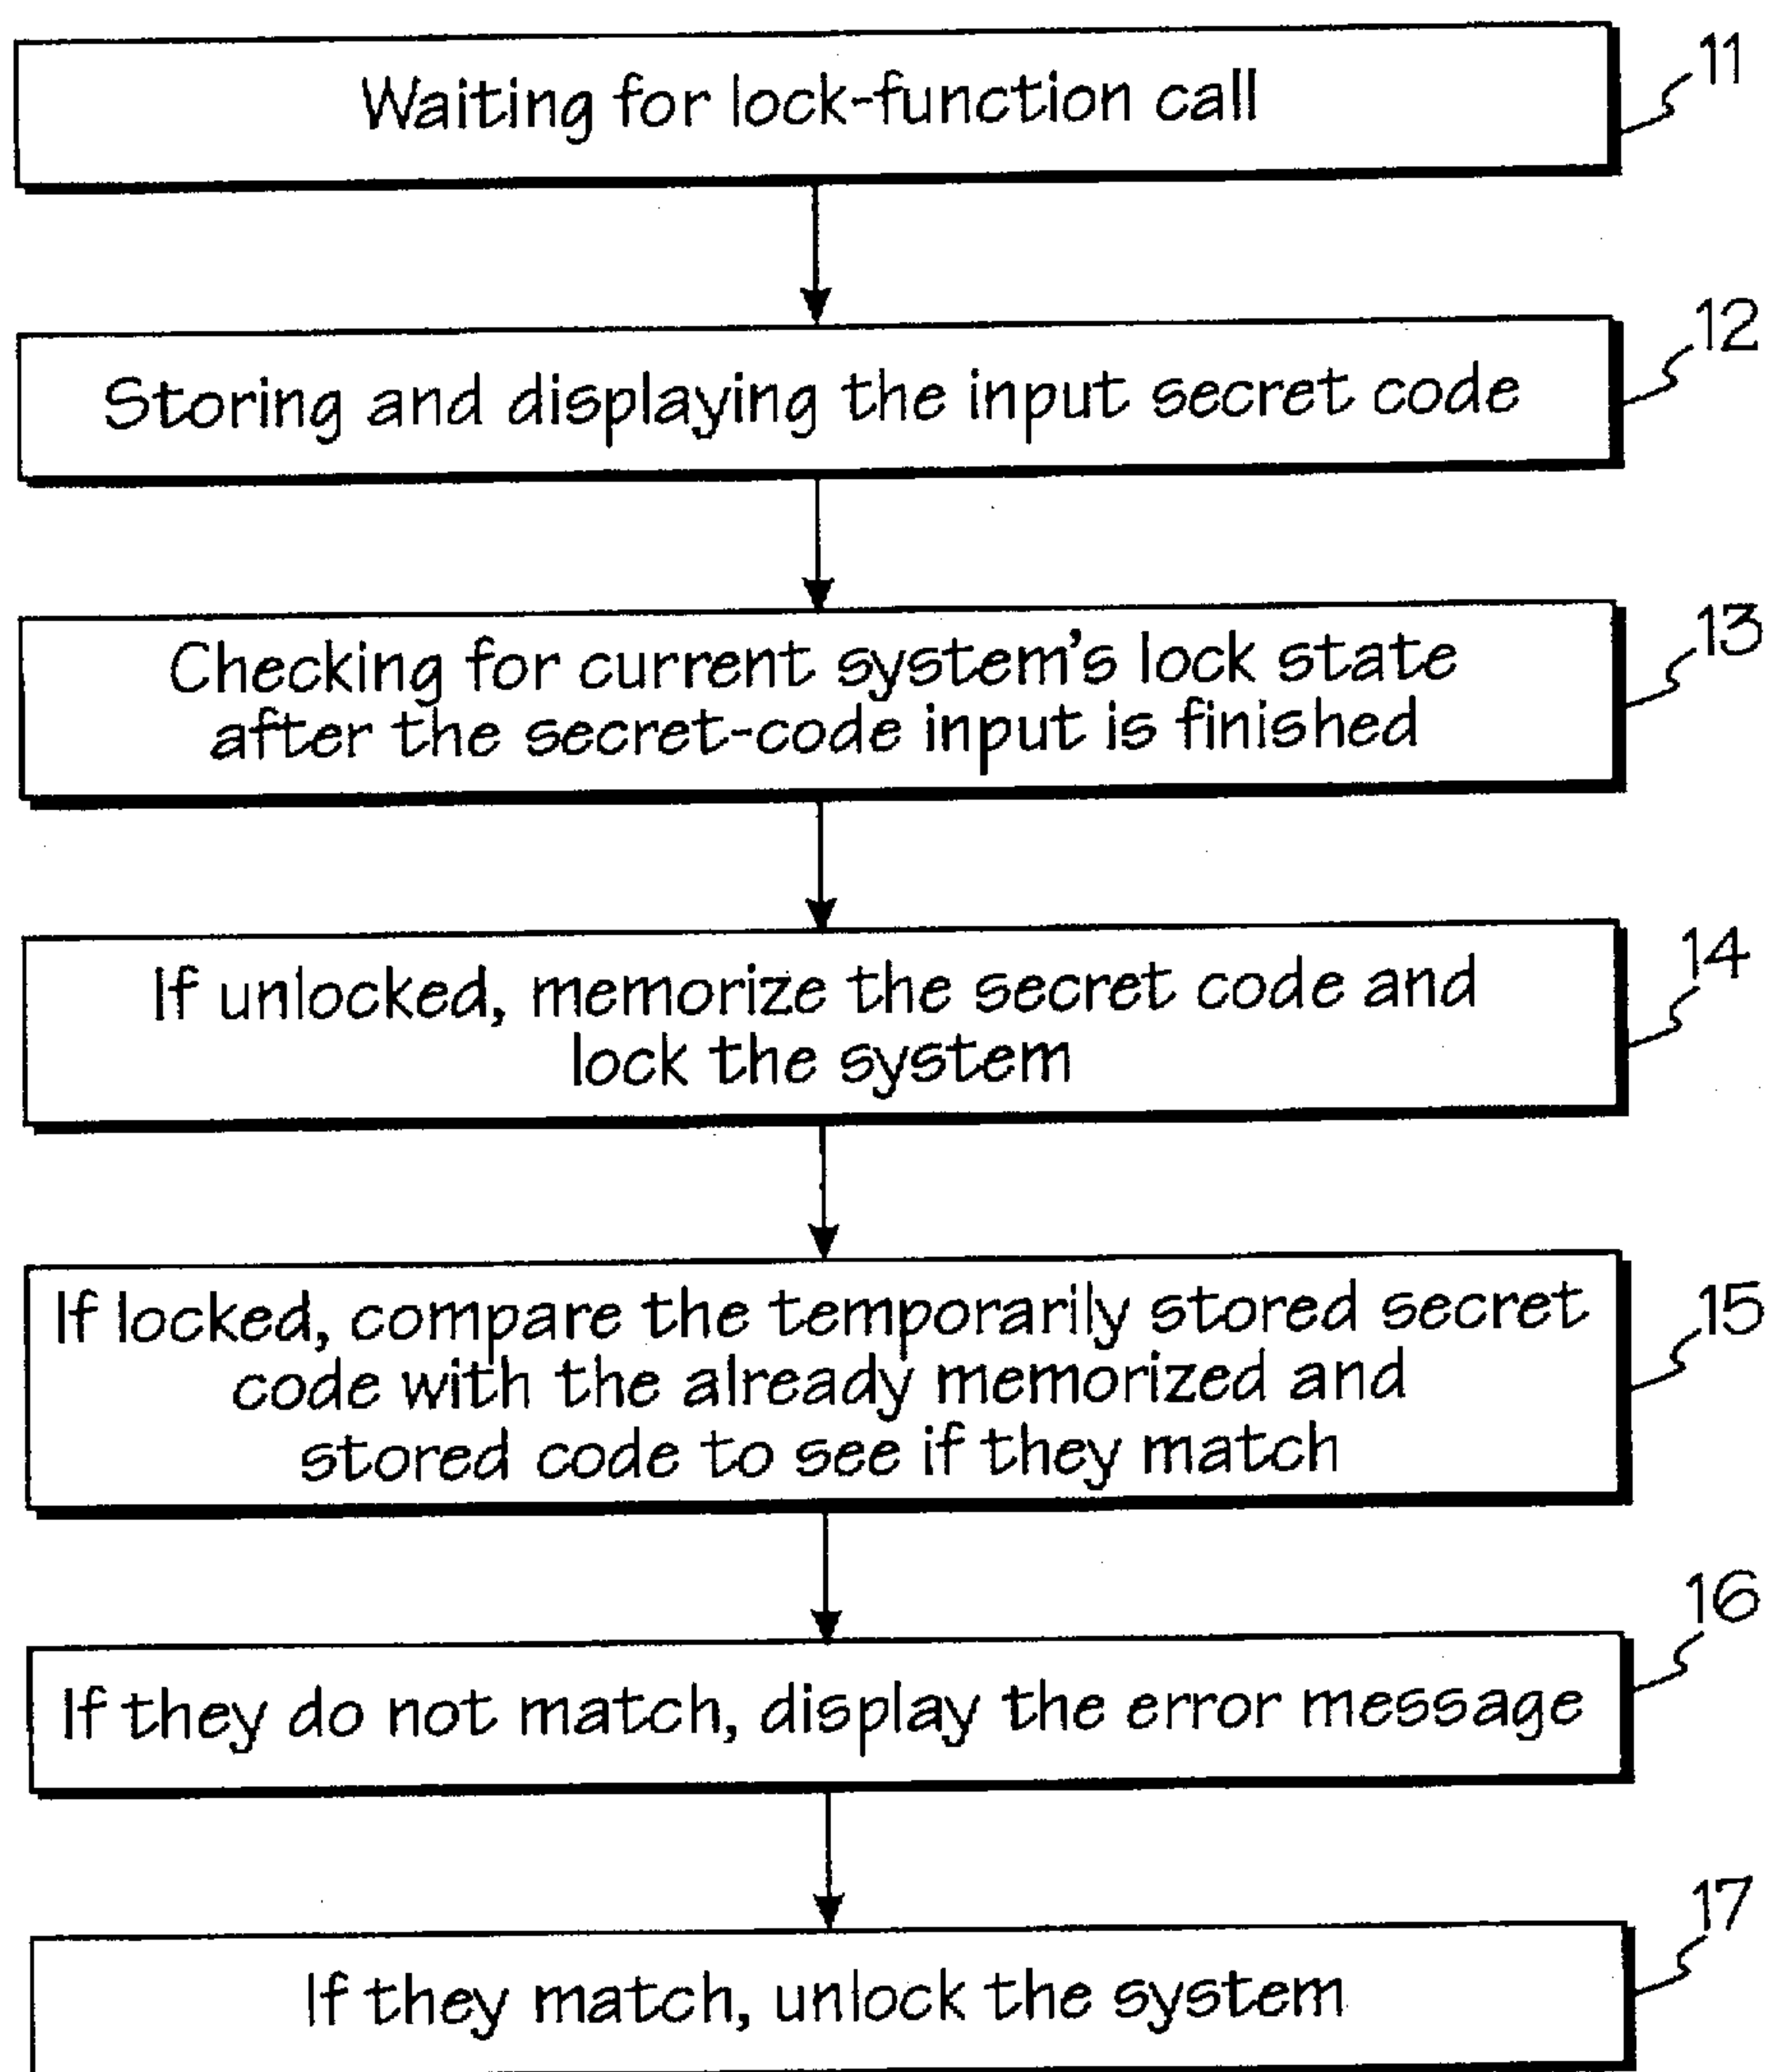 11
Waiting for lock-function call
12
Storing and displaying the input secret code
13
Checking for current system's lock state
after the secret-code input is finished
14
If unlocked, memorize the secret code and
lock the system
15
If locked, compare the temporarily stored secret
code with the already memorized and
stored code to see if they match
16
If they do not match, display the error message
17
If they match, unlock the system